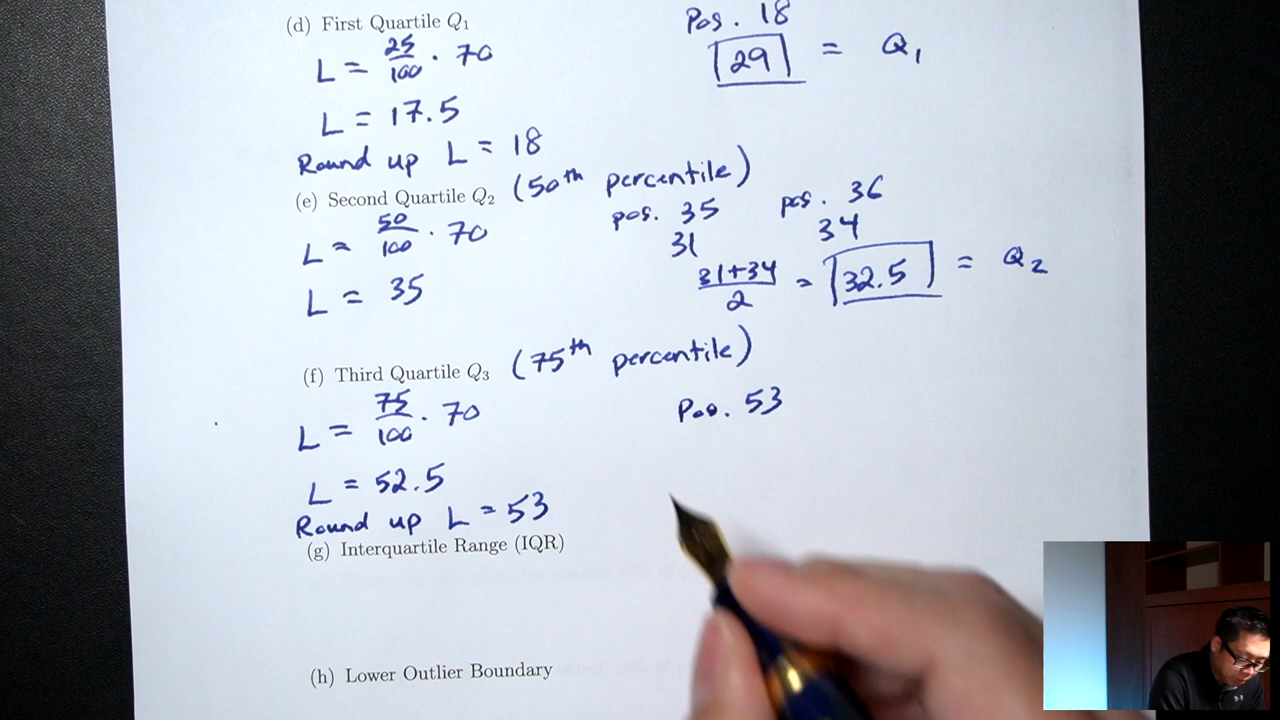 (d) First Quartile Q1
Pos. 18
L = 25/100 · 70
29 = Q1
L = 17.5
Round up L = 18
(e) Second Quartile Q2 (50th percentile)
L = 50/100 · 70
pos. 35 pos. 36
31 34
L = 35
31+34/2 = 32.5 = Q2
(f) Third Quartile Q3 (75th percentile)
L = 75/100 · 70
Pos. 53
L = 52.5
Round up L = 53
(g) Interquartile Range (IQR)
(h) Lower Outlier Boundary